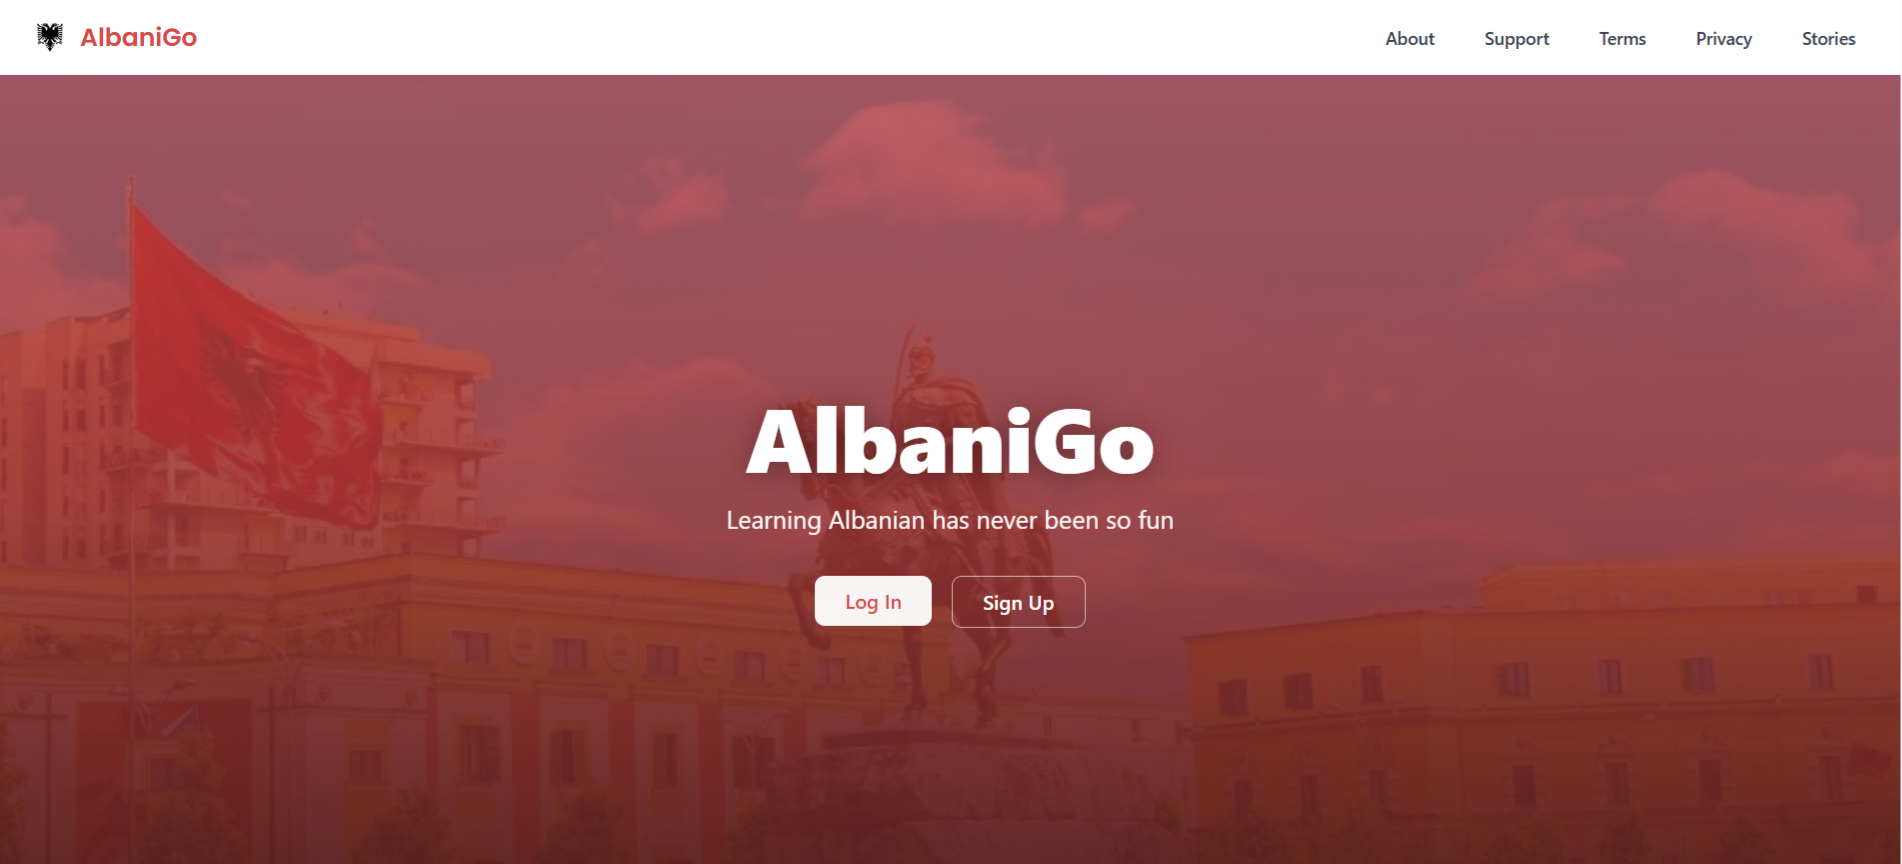 AlbaniGo
About
Support
Terms
Privacy
Stories
AlbaniGo
Learning Albanian has never been so fun
Log In
Sign Up